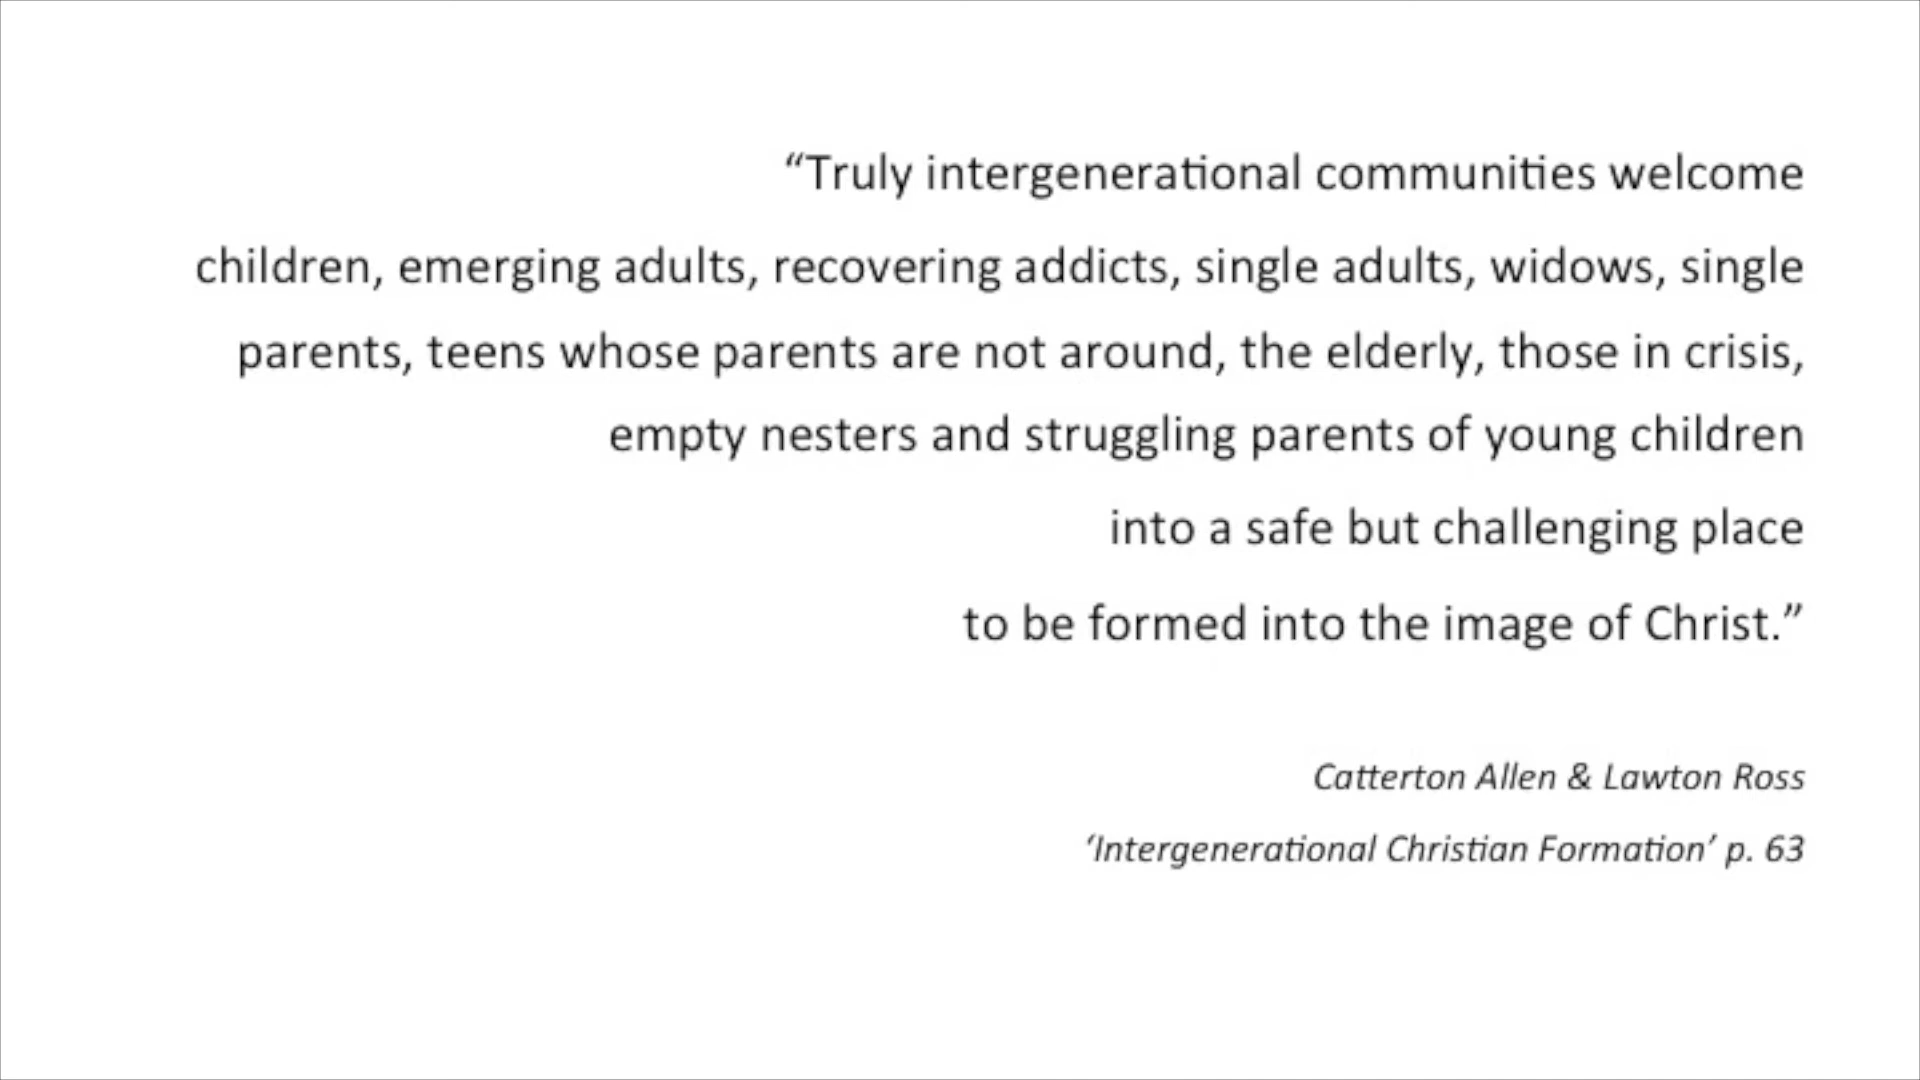 “Truly intergenerational communities welcome
children, emerging adults, recovering addicts, single adults, widows, single
parents, teens whose parents are not around, the elderly, those in crisis,
empty nesters and struggling parents of young children
into a safe but challenging place
to be formed into the image of Christ.”
Catterton Allen & Lawton Ross
‘Intergenerational Christian Formation’ p. 63